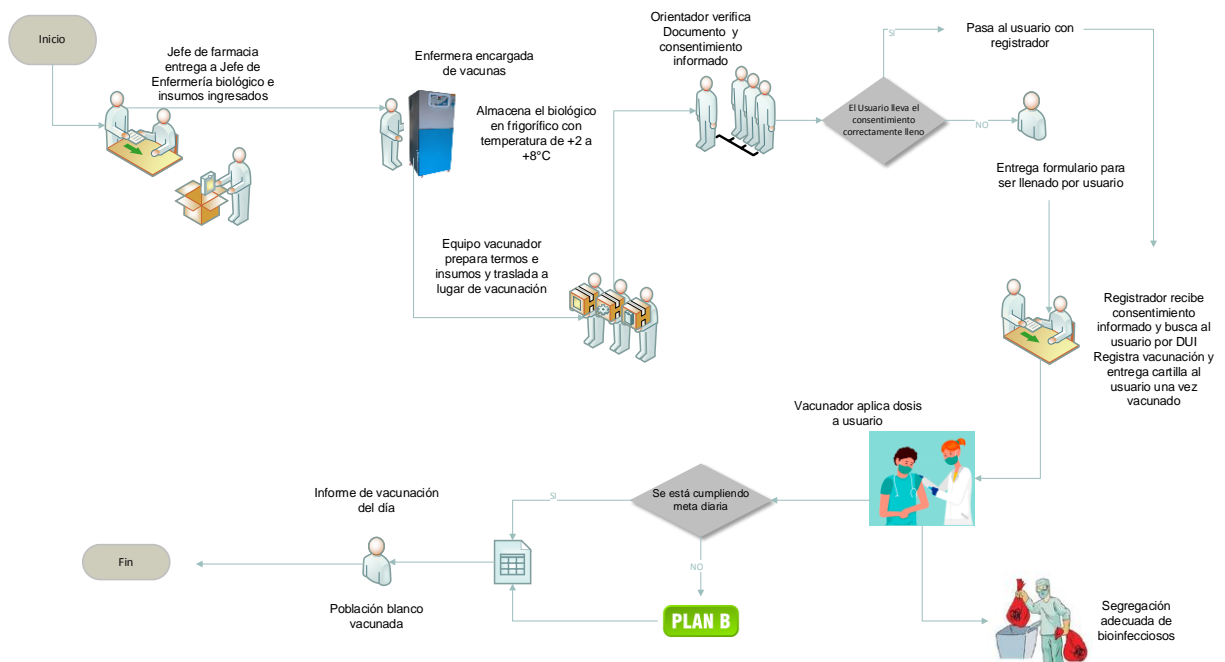 Inicio
Jefe de farmacia
entrega a Jefe de
Enfermería biológico e
insumos ingresados
Enfermera encargada
de vacunas
Almacena el biológico
en frigorífico con
temperatura de +2 a
+8°C
Equipo vacunador
prepara termos e
insumos y traslada a
lugar de vacunación
Orientador verifica
Documento y
consentimiento
informado
El Usuario lleva el
consentimiento
correctamente lleno
SI
Pasa al usuario con
registrador
NO
Entrega formulario para
ser llenado por usuario
Registrador recibe
consentimiento
informado y busca al
usuario por DUI
Registra vacunación y
entrega cartilla al
usuario una vez
vacunado
Vacunador aplica dosis
a usuario
Se está cumpliendo
meta diaria
SI
NO
PLAN B
Informe de vacunación
del día
Población blanco
vacunada
Fin
Segregación
adecuada de
bioinfecciosos